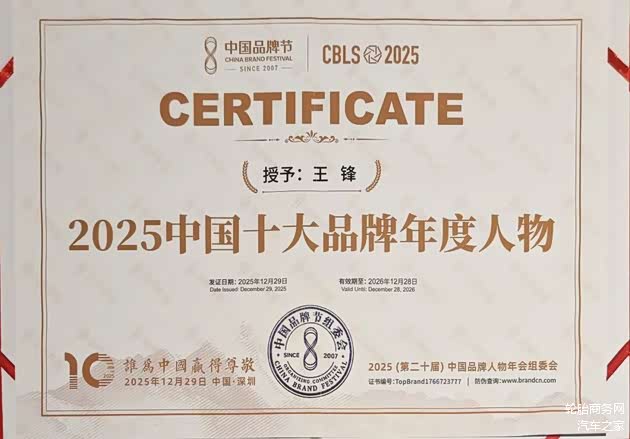 中国品牌节
CHINA BRAND FESTIVAL
SINCE 2007
CBLS 2025
CERTIFICATE
授予：王 锋
2025中国十大品牌年度人物
发证日期：2025年12月29日
Date Issued: December 29, 2025
有效期至：2026年12月28日
Valid Until: December 28, 2026
中国品牌节组委会
SINCE 2007
ORGANIZING COMMITTEE
CHINA BRAND FESTIVAL
誰為中國贏得尊敬
2025年12月29日 中国·深圳
2025（第二十届）中国品牌人物年会组委会
证书编号：TopBrand1766723777 | 防伪查询：www.brandcn.com
轮胎商务网
汽车之家